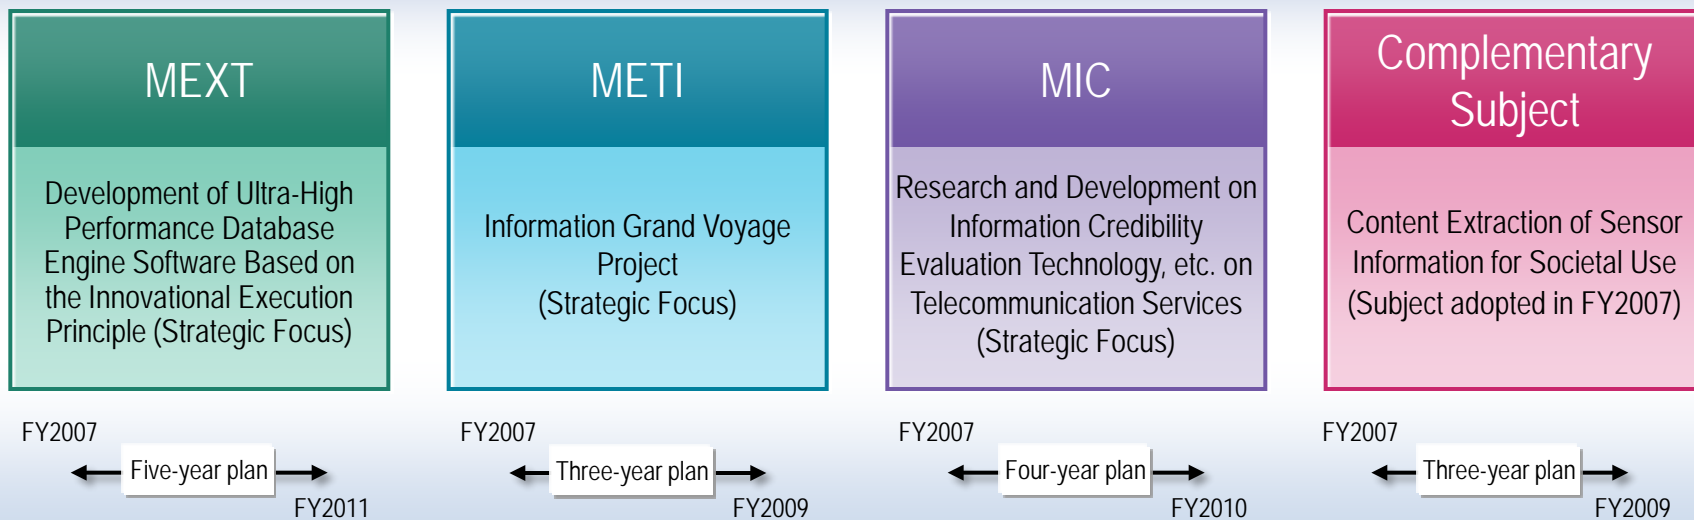 MEXT
Development of Ultra-High
Performance Database
Engine Software Based on
the Innovational Execution
Principle (Strategic Focus)
FY2007
Five-year plan
FY2011
METI
Information Grand Voyage
Project
(Strategic Focus)
FY2007
Three-year plan
FY2009
MIC
Research and Development on
Information Credibility
Evaluation Technology, etc. on
Telecommunication Services
(Strategic Focus)
FY2007
Four-year plan
FY2010
Complementary
Subject
Content Extraction of Sensor
Information for Societal Use
(Subject adopted in FY2007)
FY2007
Three-year plan
FY2009